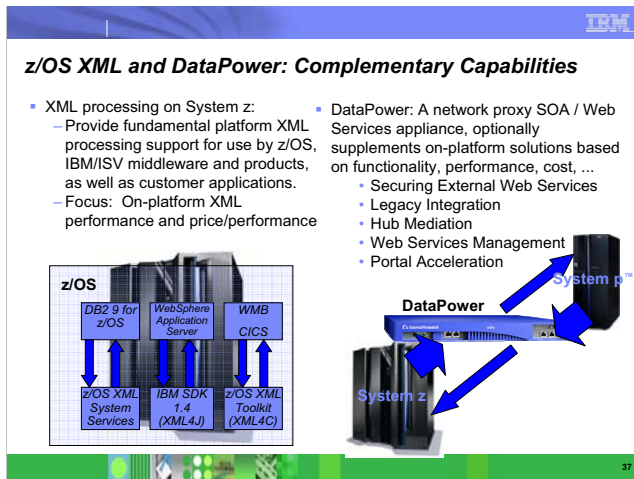 IBM
z/OS XML and DataPower: Complementary Capabilities
▪ XML processing on System z:
– Provide fundamental platform XML
processing support for use by z/OS,
IBM/ISV middleware and products,
as well as customer applications.
– Focus: On-platform XML
performance and price/performance
▪ DataPower: A network proxy SOA / Web
Services appliance, optionally
supplements on-platform solutions based
on functionality, performance, cost, ...
• Securing External Web Services
• Legacy Integration
• Hub Mediation
• Web Services Management
• Portal Acceleration
z/OS
DB2 9 for
z/OS
WebSphere
Application
Server
WMB
CICS
z/OS XML
System
Services
IBM SDK
1.4
(XML4J)
z/OS XML
Toolkit
(XML4C)
System p™
DataPower
DATAPOWER
System z
37